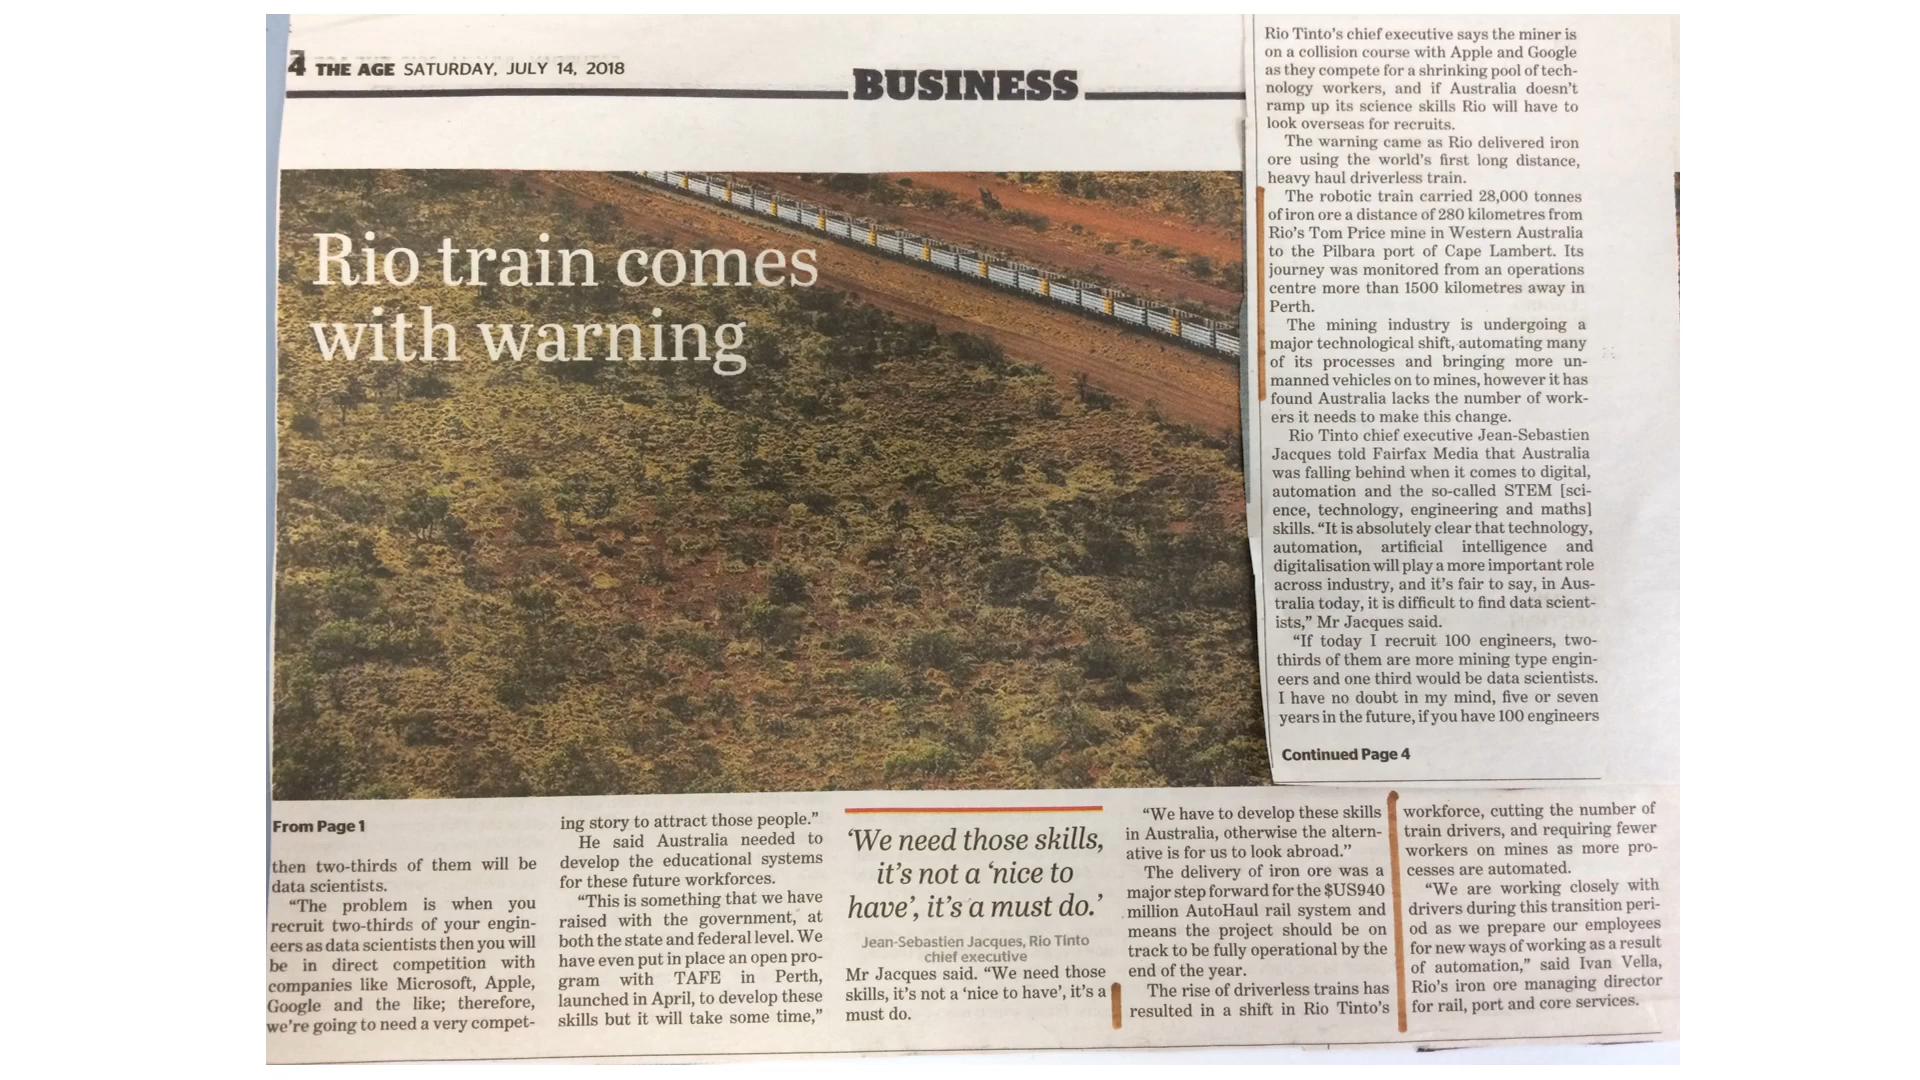 4 THE AGE SATURDAY, JULY 14, 2018
BUSINESS
Rio train comes
with warning
Rio Tinto's chief executive says the miner is
on a collision course with Apple and Google
as they compete for a shrinking pool of tech-
nology workers, and if Australia doesn't
ramp up its science skills Rio will have to
look overseas for recruits.
The warning came as Rio delivered iron
ore using the world's first long distance,
heavy haul driverless train.
The robotic train carried 28,000 tonnes
of iron ore a distance of 280 kilometres from
Rio's Tom Price mine in Western Australia
to the Pilbara port of Cape Lambert. Its
journey was monitored from an operations
centre more than 1500 kilometres away in
Perth.
The mining industry is undergoing a
major technological shift, automating many
of its processes and bringing more un-
manned vehicles on to mines, however it has
found Australia lacks the number of work-
ers it needs to make this change.
Rio Tinto chief executive Jean-Sebastien
Jacques told Fairfax Media that Australia
was falling behind when it comes to digital,
automation and the so-called STEM [sci-
ence, technology, engineering and maths]
skills. “It is absolutely clear that technology,
automation, artificial intelligence and
digitalisation will play a more important role
across industry, and it's fair to say, in Aus-
tralia today, it is difficult to find data scient-
ists,” Mr Jacques said.
“If today I recruit 100 engineers, two-
thirds of them are more mining type engin-
eers and one third would be data scientists.
I have no doubt in my mind, five or seven
years in the future, if you have 100 engineers
Continued Page 4
From Page 1
then two-thirds of them will be
data scientists.
“The problem is when you
recruit two-thirds of your engin-
eers as data scientists then you will
be in direct competition with
companies like Microsoft, Apple,
Google and the like; therefore,
we're going to need a very compet-
ing story to attract those people.”
He said Australia needed to
develop the educational systems
for these future workforces.
“This is something that we have
raised with the government, at
both the state and federal level. We
have even put in place an open pro-
gram with TAFE in Perth,
launched in April, to develop these
skills but it will take some time,”
‘We need those skills,
it's not a ‘nice to
have’, it's a must do.’
Jean-Sebastien Jacques, Rio Tinto
chief executive
Mr Jacques said. “We need those
skills, it's not a ‘nice to have’, it's a
must do.
“We have to develop these skills
in Australia, otherwise the altern-
ative is for us to look abroad.”
The delivery of iron ore was a
major step forward for the $US940
million AutoHaul rail system and
means the project should be on
track to be fully operational by the
end of the year.
The rise of driverless trains has
resulted in a shift in Rio Tinto's
workforce, cutting the number of
train drivers, and requiring fewer
workers on mines as more pro-
cesses are automated.
“We are working closely with
drivers during this transition peri-
od as we prepare our employees
for new ways of working as a result
of automation,” said Ivan Vella,
Rio's iron ore managing director
for rail, port and core services.